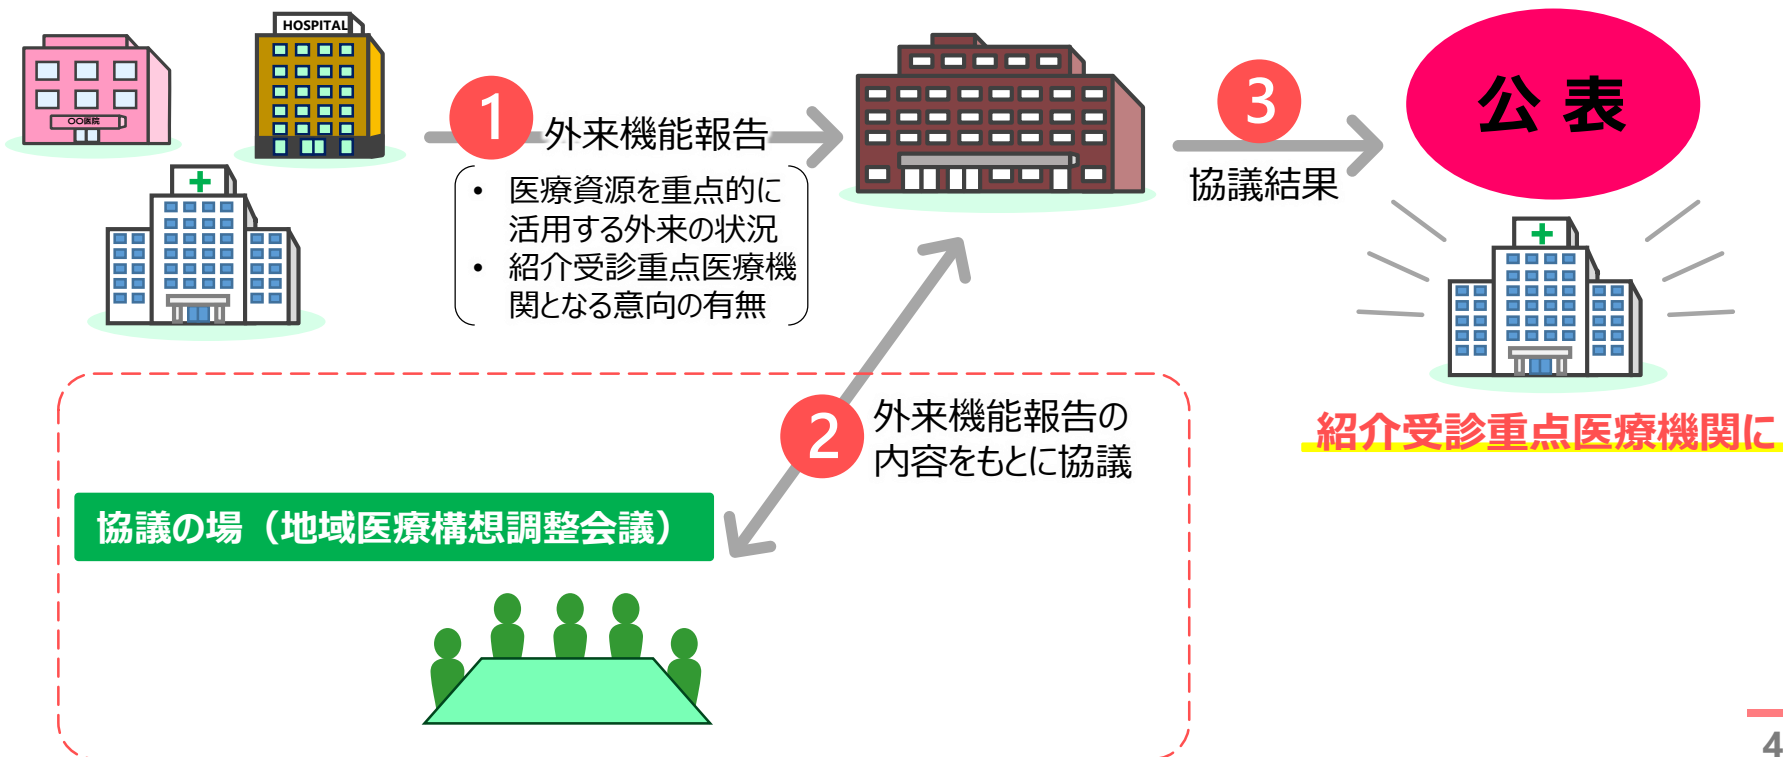 HOSPITAL
〇〇医院
1
外来機能報告
• 医療資源を重点的に
活用する外来の状況
• 紹介受診重点医療機
関となる意向の有無
3
協議結果
公 表
紹介受診重点医療機関に
2
外来機能報告の
内容をもとに協議
協議の場（地域医療構想調整会議）
4